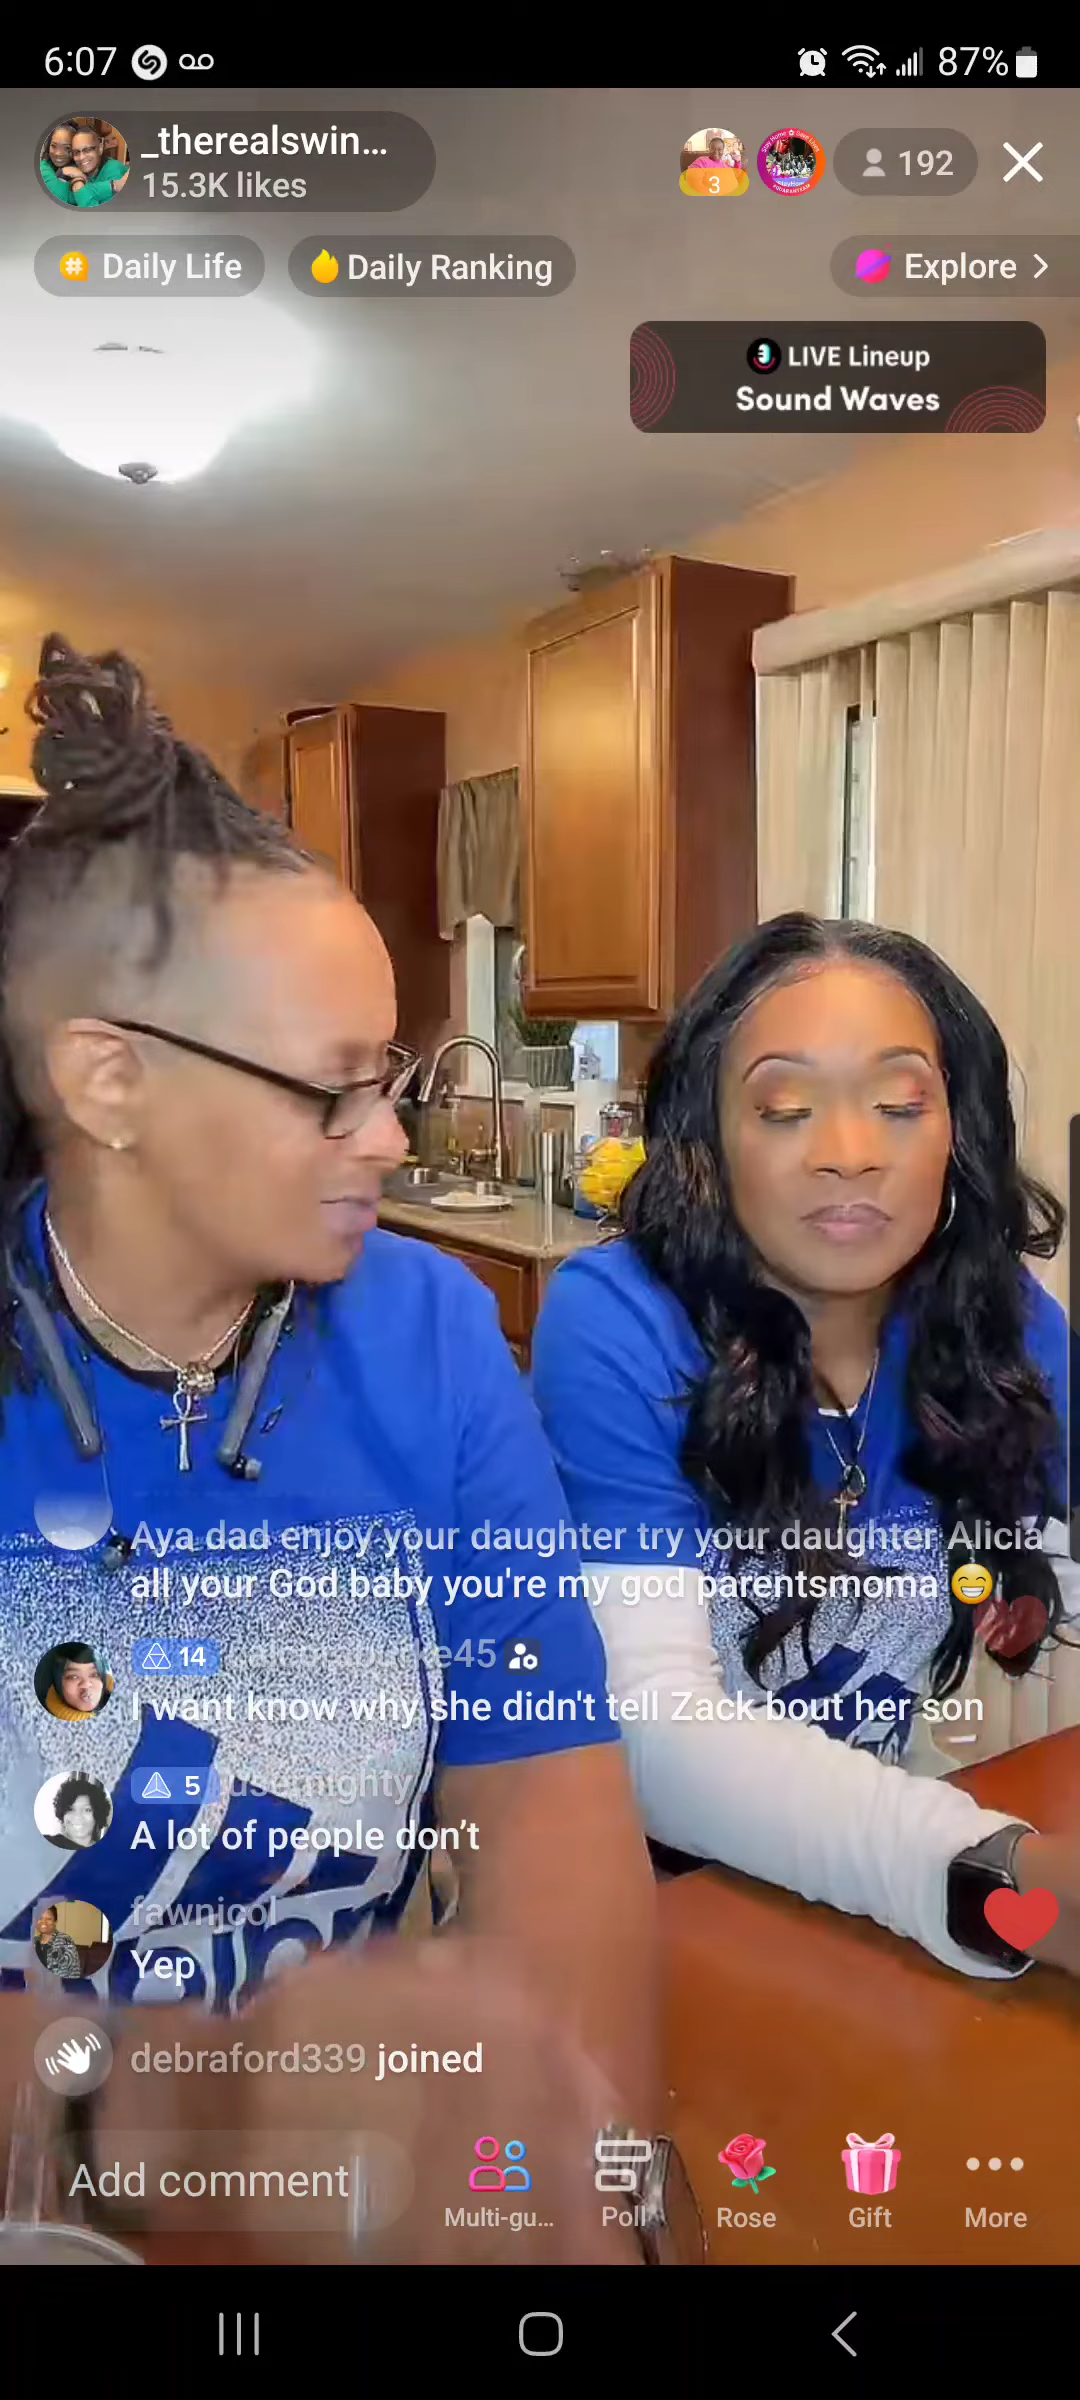 6:07 87%
_therealswin...
15.3K likes
3
192
Daily Life
Daily Ranking
Explore
LIVE Lineup
Sound Waves
Aya dad enjoy your daughter try your daughter Alicia
all your God baby you're my god parentsmoma 😁
14
I want know why she didn't tell Zack bout her son
5 usemighty
A lot of people don't
fawnicol
Yep
debraford339 joined
Add comment
Multi-gu...
Poll
Rose
Gift
More